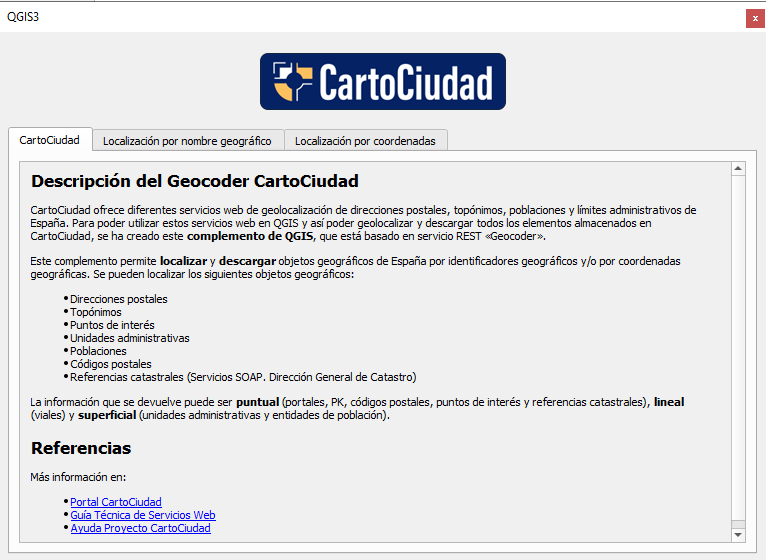 QGIS3
x
CartoCiudad
CartoCiudad
Localización por nombre geográfico
Localización por coordenadas
Descripción del Geocoder CartoCiudad
CartoCiudad ofrece diferentes servicios web de geolocalización de direcciones postales, topónimos, poblaciones y límites administrativos de
España. Para poder utilizar estos servicios web en QGIS y así poder geolocalizar y descargar todos los elementos almacenados en
CartoCiudad, se ha creado este complemento de QGIS, que está basado en servicio REST «Geocoder».
Este complemento permite localizar y descargar objetos geográficos de España por identificadores geográficos y/o por coordenadas
geográficas. Se pueden localizar los siguientes objetos geográficos:
•Direcciones postales
•Topónimos
•Puntos de interés
•Unidades administrativas
•Poblaciones
•Códigos postales
•Referencias catastrales (Servicios SOAP. Dirección General de Catastro)
La información que se devuelve puede ser puntual (portales, PK, códigos postales, puntos de interés y referencias catastrales), lineal
(viales) y superficial (unidades administrativas y entidades de población).
Referencias
Más información en:
•Portal CartoCiudad
•Guía Técnica de Servicios Web
•Ayuda Proyecto CartoCiudad